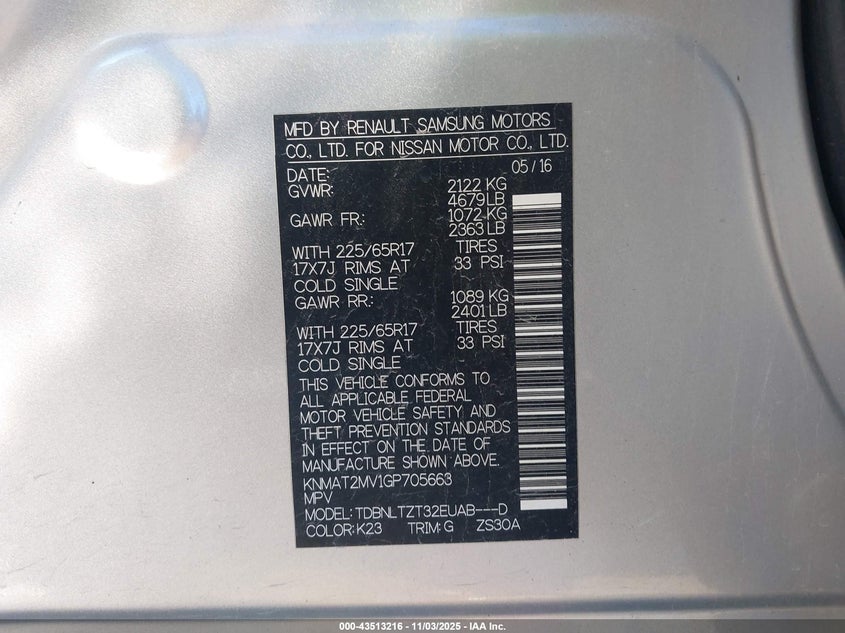 MFD BY RENAULT SAMSUNG MOTORS
CO., LTD. FOR NISSAN MOTOR CO., LTD.
DATE: 05/16
GVWR: 2122 KG
4679 LB
GAWR FR.: 1072 KG
2363 LB
WITH 225/65R17 TIRES
17X7J RIMS AT 33 PSI
COLD SINGLE
GAWR RR.: 1089 KG
2401 LB
WITH 225/65R17 TIRES
17X7J RIMS AT 33 PSI
COLD SINGLE
THIS VEHICLE CONFORMS TO
ALL APPLICABLE FEDERAL
MOTOR VEHICLE SAFETY AND
THEFT PREVENTION STANDARDS
IN EFFECT ON THE DATE OF
MANUFACTURE SHOWN ABOVE.
KNMAT2MV1GP705663
MPV
MODEL: TDBNLTZT32EUAB---D
COLOR: K23 TRIM: G ZS30A
000-43513216 - 11/03/2025 - IAA Inc.